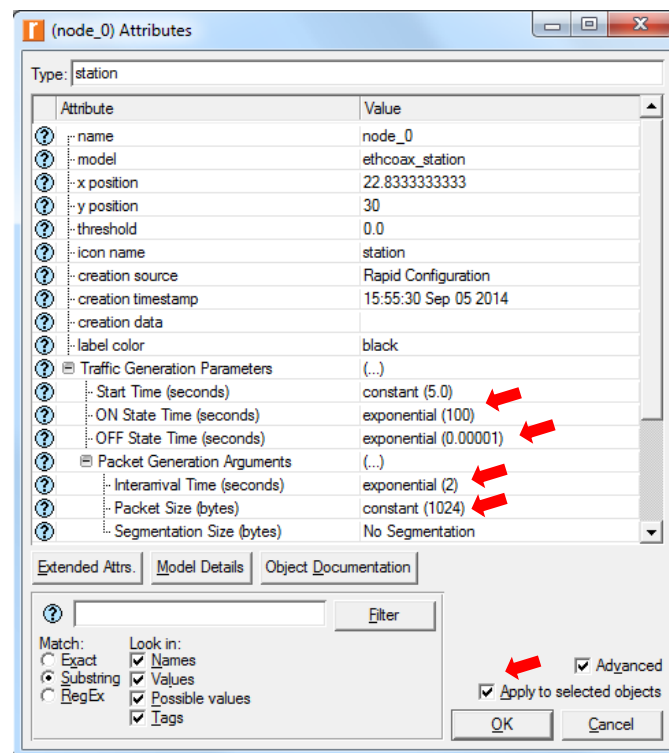 (node_0) Attributes
Type: station
Attribute Value
name node_0
model ethcoax_station
x position 22.8333333333
y position 30
threshold 0.0
icon name station
creation source Rapid Configuration
creation timestamp 15:55:30 Sep 05 2014
creation data
label color black
Traffic Generation Parameters (...)
Start Time (seconds) constant (5.0)
ON State Time (seconds) exponential (100)
OFF State Time (seconds) exponential (0.00001)
Packet Generation Arguments (...)
Interarrival Time (seconds) exponential (2)
Packet Size (bytes) constant (1024)
Segmentation Size (bytes) No Segmentation
Extended Attrs. Model Details Object Documentation
Filter
Match: Look in:
Exact Names
Substring Values
RegEx Possible values
Tags
Advanced
Apply to selected objects
OK Cancel